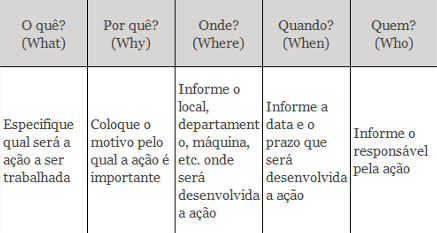 O quê?
(What)
Por quê?
(Why)
Onde?
(Where)
Quando?
(When)
Quem?
(Who)
Especifique
qual será a
ação a ser
trabalhada
Coloque o
motivo pelo
qual a ação é
importante
Informe o
local,
departament
o, máquina,
etc. onde
será
desenvolvida
a ação
Informe a
data e o
prazo que
será
desenvolvida
a ação
Informe o
responsável
pela ação